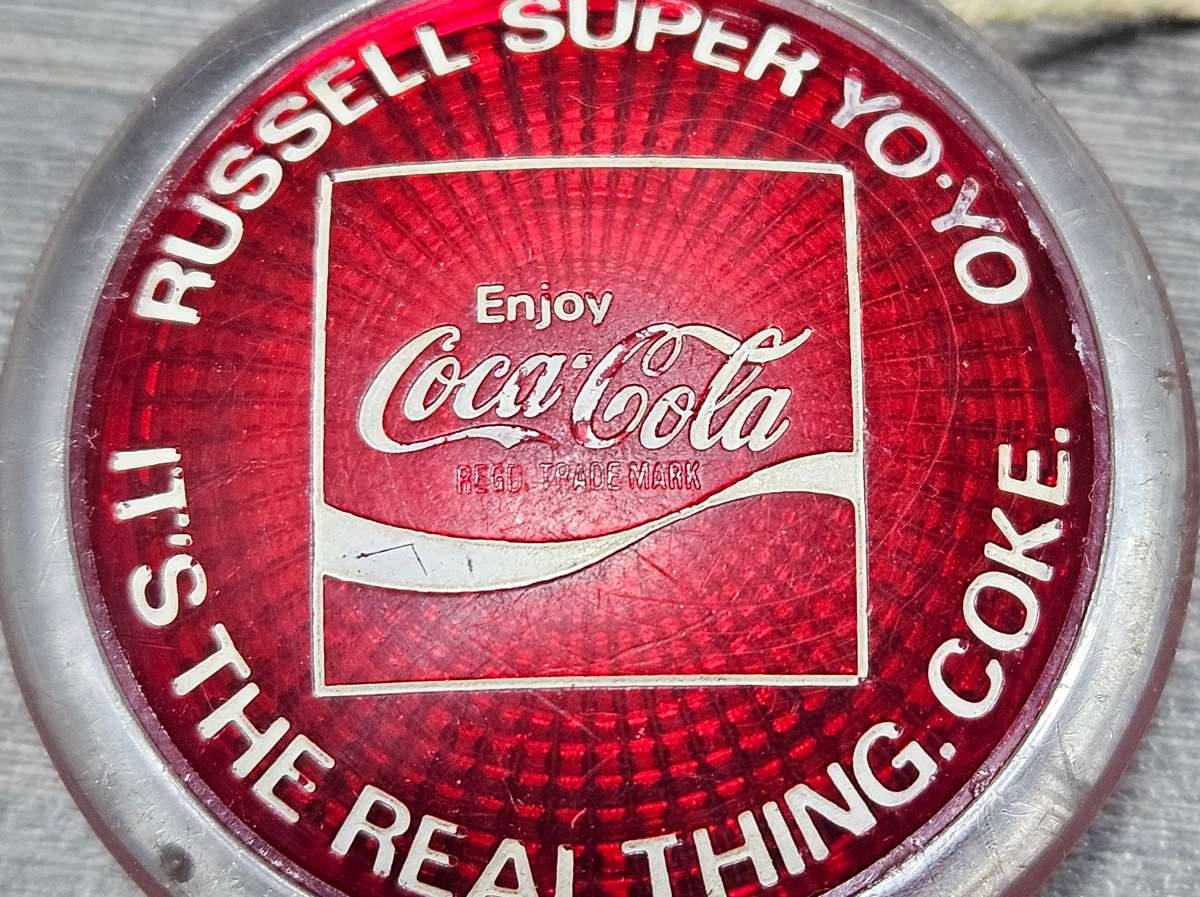 RUSSELL SUPER YO·YO
Enjoy
Coca-Cola
REGD. TRADE MARK
IT'S THE REAL THING. COKE.